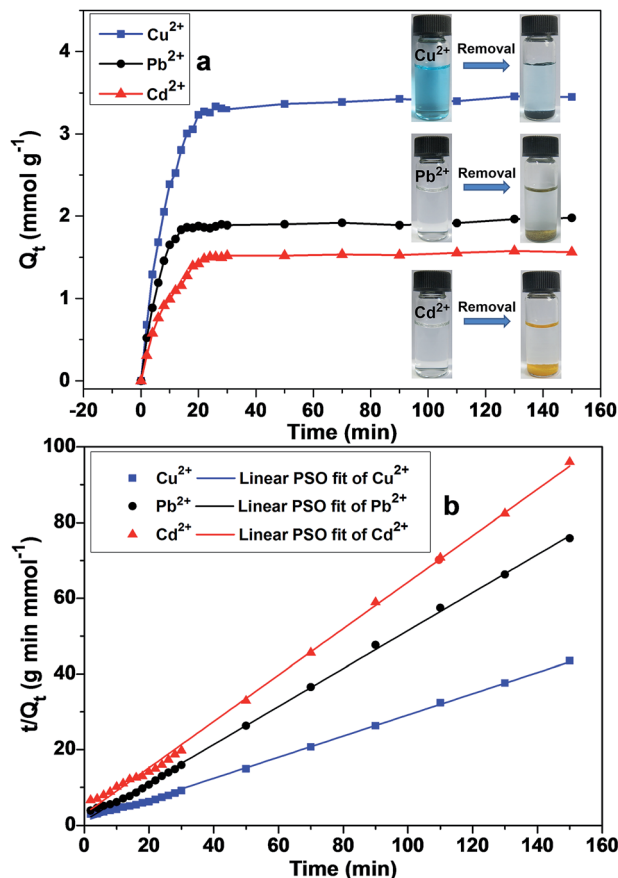 4
3
2
1
0
Q_t (mmol g⁻¹)
Cu²⁺
Pb²⁺
Cd²⁺
a
Cu²⁺ Removal
Pb²⁺ Removal
Cd²⁺ Removal
-20 0 20 40 60 80 100 120 140 160
Time (min)
100
80
60
40
20
0
t/Q_t (g min mmol⁻¹)
Cu²⁺ Linear PSO fit of Cu²⁺
Pb²⁺ Linear PSO fit of Pb²⁺
Cd²⁺ Linear PSO fit of Cd²⁺
b
0 20 40 60 80 100 120 140 160
Time (min)